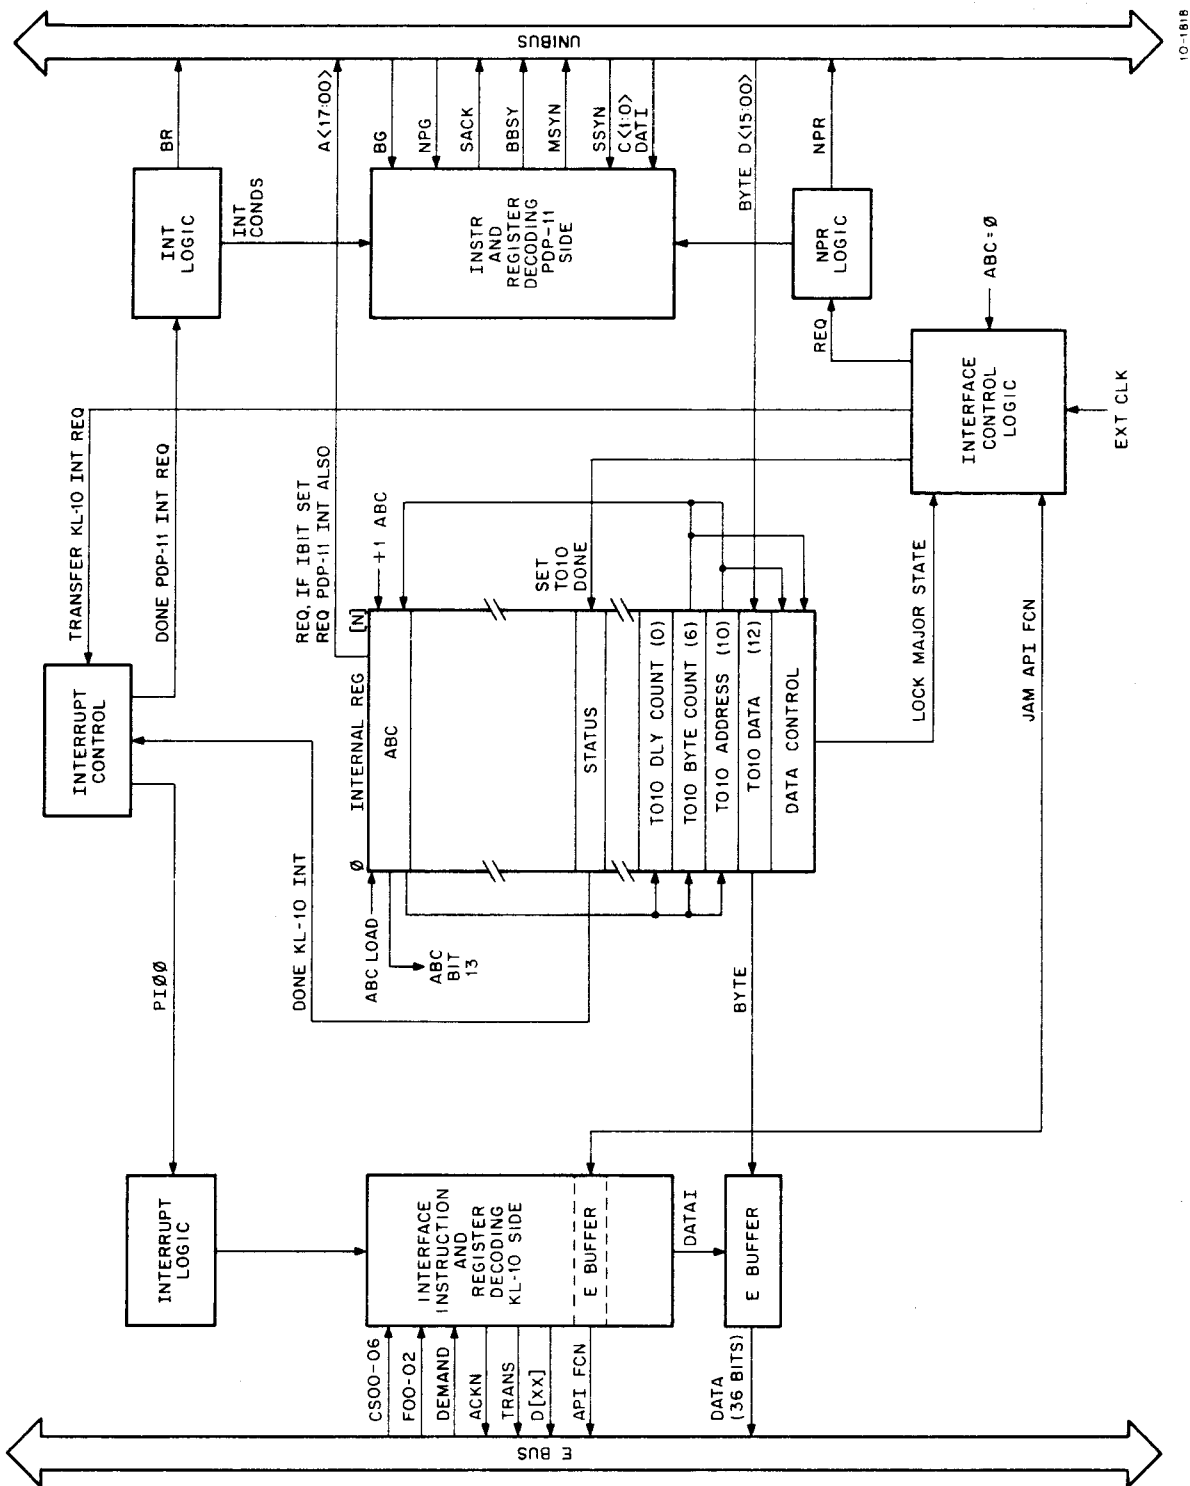 UNIBUS
BR
A<17:00>
BG
NPG
SACK
BBSY
MSYN
SSYN
C<1:0>
DATI
BYTE D<15:00>
NPR
INT
LOGIC
INT
CONDS
INSTR
AND
REGISTER
DECODING
PDP-11
SIDE
NPR
LOGIC
REQ
ABC=Ø
INTERFACE
CONTROL
LOGIC
EXT CLK
TRANSFER KL-10 INT REQ
DONE PDP-11 INT REQ
REQ, IF IBIT SET
REQ PDP-11 INT ALSO
+1 ABC
SET
TO10
DONE
LOCK MAJOR STATE
JAM API FCN
INTERRUPT
CONTROL
Ø INTERNAL REG [N]
ABC
STATUS
TO10 DLY COUNT (0)
TO10 BYTE COUNT (6)
TO10 ADDRESS (10)
TO10 DATA (12)
DATA CONTROL
PIØØ
DONE KL-10 INT
ABC LOAD
ABC
BIT
13
BYTE
INTERRUPT
LOGIC
INTERFACE
INSTRUCTION
AND
REGISTER
DECODING
KL-10 SIDE
E BUFFER
DATAI
E BUFFER
CS00-06
F00-02
DEMAND
ACKN
TRANS
D[XX]
API FCN
DATA
(36 BITS)
E BUS
10-1818